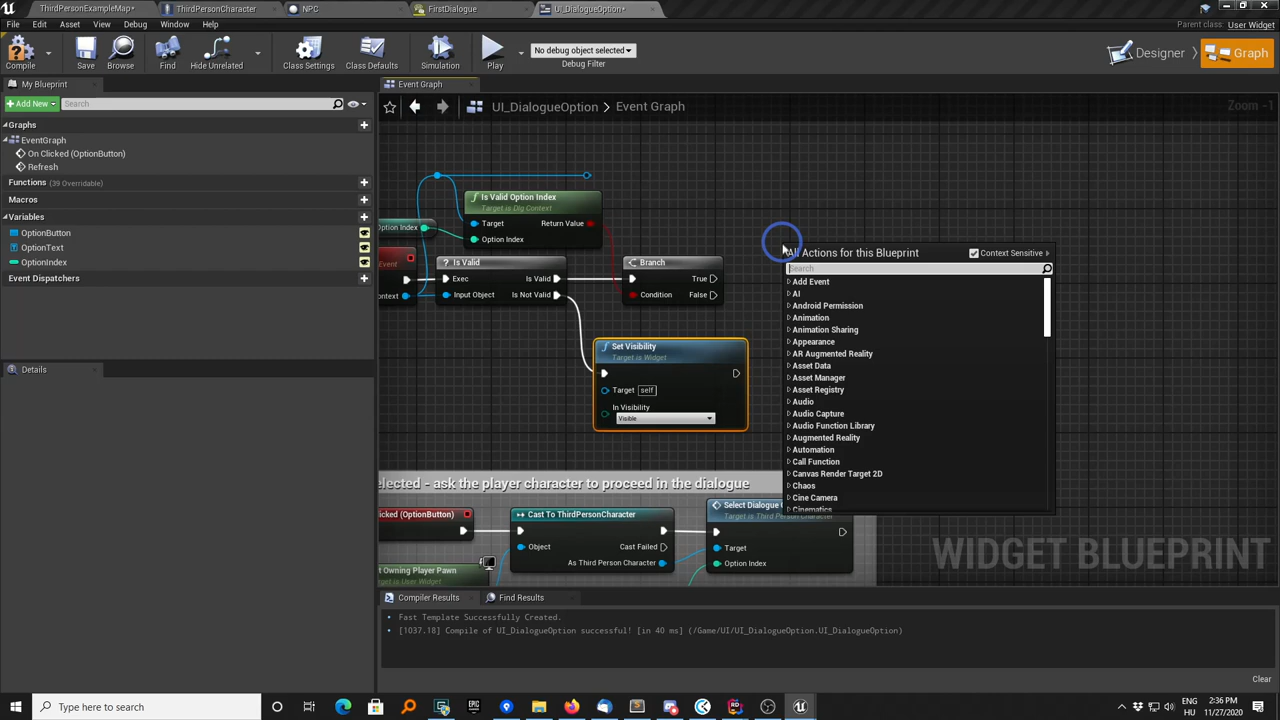 ThirdPersonExampleMap*
ThirdPersonCharacter
NPC
FirstDialogue
UI_DialogueOption*
File
Edit
Asset
View
Debug
Window
Help
Parent class:
User Widget
Compile
Save
Browse
Find
Hide Unrelated
Class Settings
Class Defaults
Simulation
Play
No debug object selected
Debug Filter
Designer
Graph
My Blueprint
Add New
Search
Graphs
EventGraph
On Clicked (OptionButton)
Refresh
Functions (39 Overridable)
Macros
Variables
OptionButton
OptionText
OptionIndex
Event Dispatchers
Details
Event Graph
UI_DialogueOption > Event Graph
Zoom -1
Is Valid Option Index
Target is Dlg Context
Target
Return Value
Option Index
Option Index
Event
ontext
Is Valid
Exec
Is Valid
Input Object
Is Not Valid
Branch
True
Condition
False
Set Visibility
Target is Widget
Target
self
In Visibility
Visible
All Actions for this Blueprint
Context Sensitive
Search
Add Event
AI
Android Permission
Animation
Animation Sharing
Appearance
AR Augmented Reality
Asset Data
Asset Manager
Asset Registry
Audio
Audio Capture
Audio Function Library
Augmented Reality
Automation
Call Function
Canvas Render Target 2D
Chaos
Cine Camera
Cinematics
elected - ask the player character to proceed in the dialogue
licked (OptionButton)
Cast To ThirdPersonCharacter
Object
Cast Failed
As Third Person Character
Select Dialogue
Target is Third Person Character
Target
Option Index
t Owning Player Pawn
Target is User Widget
WIDGET BLUEPRINT
Compiler Results
Find Results
Fast Template Successfully Created.
[1037.18] Compile of UI_DialogueOption successful! [in 40 ms] (/Game/UI/UI_DialogueOption.UI_DialogueOption)
Clear
Type here to search
ENG
HU
2:36 PM
11/27/2020